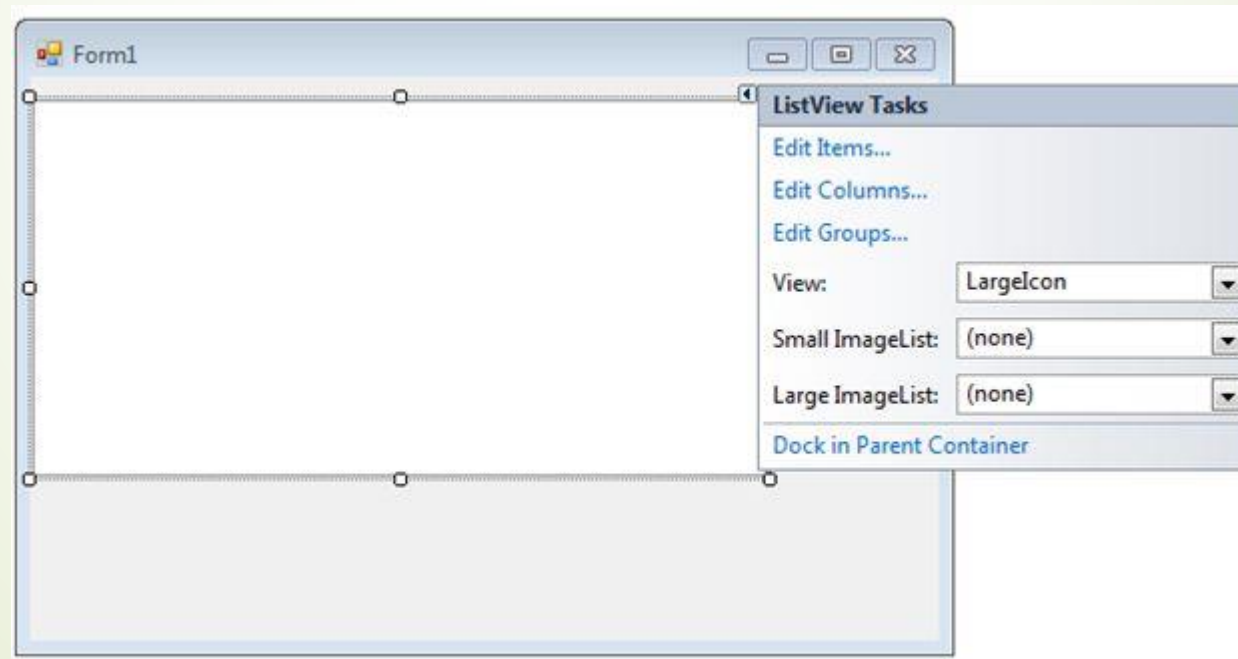 Form1
ListView Tasks
Edit Items...
Edit Columns...
Edit Groups...
View: LargeIcon
Small ImageList: (none)
Large ImageList: (none)
Dock in Parent Container